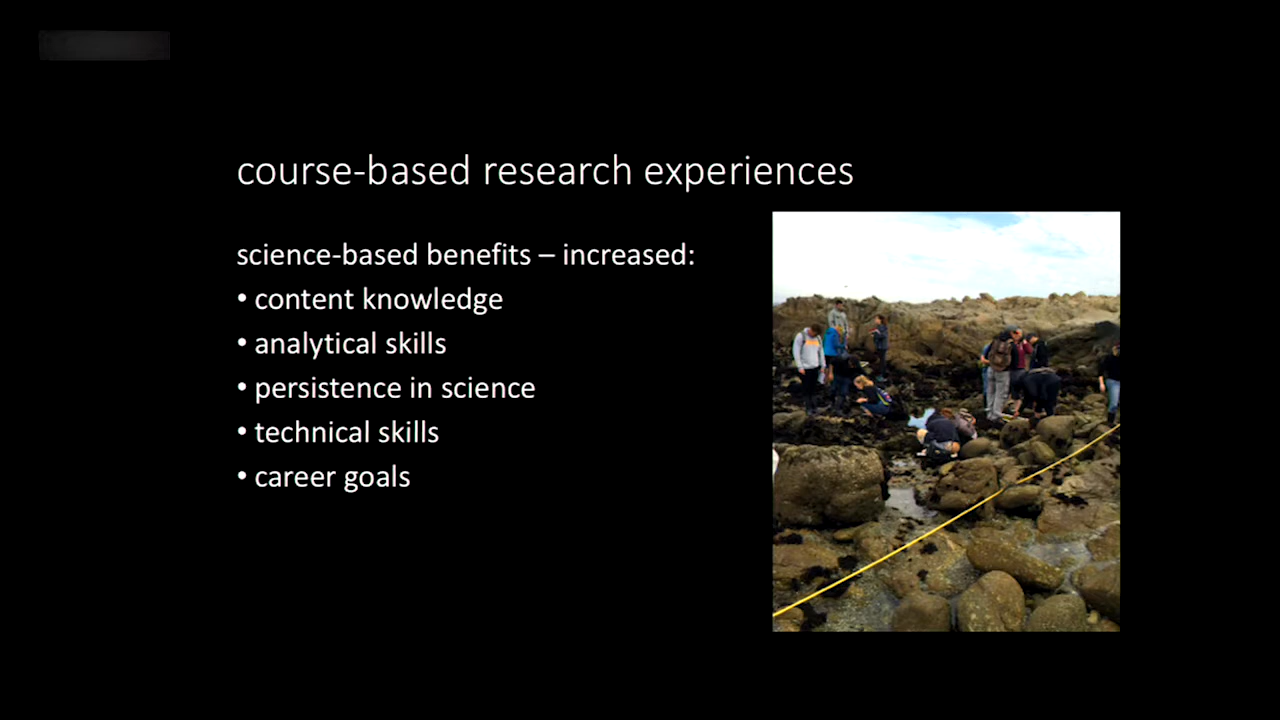 course-based research experiences
science-based benefits – increased:
• content knowledge
• analytical skills
• persistence in science
• technical skills
• career goals